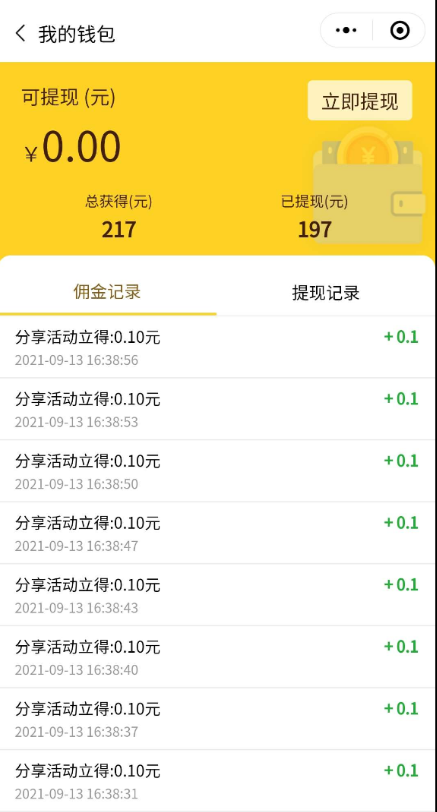 我的钱包
可提现 (元)
立即提现
￥0.00
总获得(元)
已提现(元)
217
197
佣金记录
提现记录
分享活动立得:0.10元
+0.1
2021-09-13 16:38:56
分享活动立得:0.10元
+0.1
2021-09-13 16:38:53
分享活动立得:0.10元
+0.1
2021-09-13 16:38:50
分享活动立得:0.10元
+0.1
2021-09-13 16:38:47
分享活动立得:0.10元
+0.1
2021-09-13 16:38:43
分享活动立得:0.10元
+0.1
2021-09-13 16:38:40
分享活动立得:0.10元
+0.1
2021-09-13 16:38:37
分享活动立得:0.10元
+0.1
2021-09-13 16:38:31